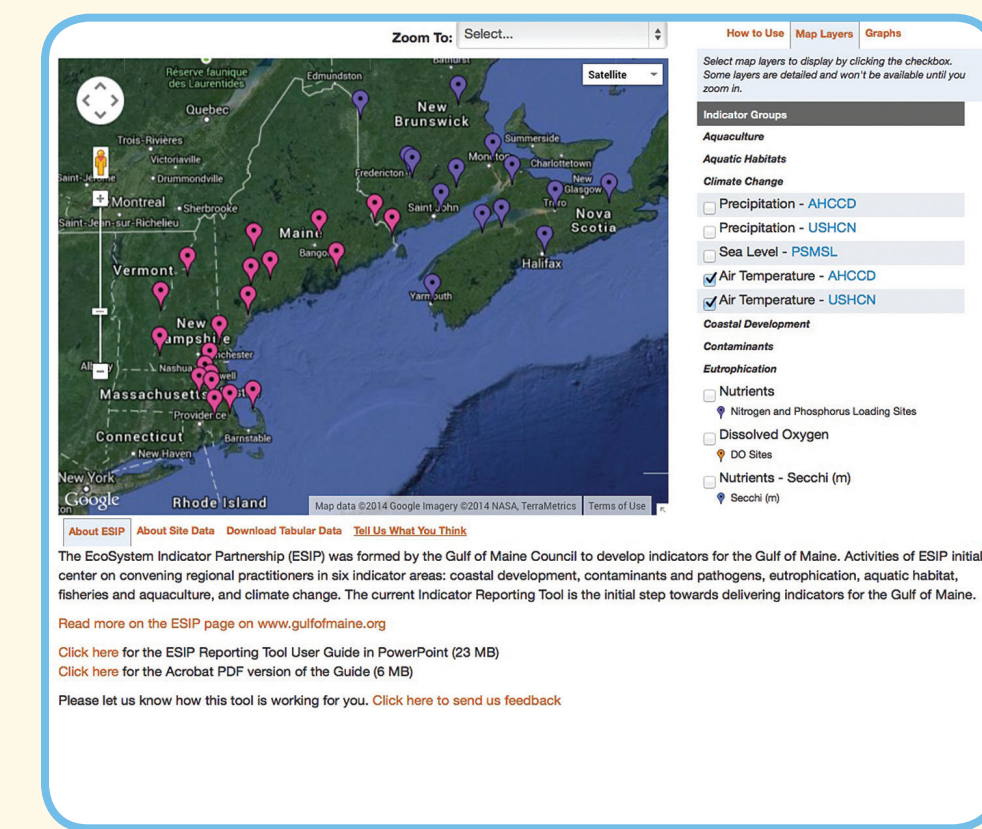 Zoom To: Select...
How to Use Map Layers Graphs
Select map layers to display by clicking the checkbox.
Some layers are detailed and won't be available until you
zoom in.
Indicator Groups
Aquaculture
Aquatic Habitats
Climate Change
Precipitation - AHCCD
Precipitation - USHCN
Sea Level - PSMSL
Air Temperature - AHCCD
Air Temperature - USHCN
Coastal Development
Contaminants
Eutrophication
Nutrients
Nitrogen and Phosphorus Loading Sites
Dissolved Oxygen
DO Sites
Nutrients - Secchi (m)
Secchi (m)
Satellite
Bathurst
Réserve faunique
des Laurentides
Edmundston
Quebec
New
Brunswick
Trois-Rivières
Victoriaville
Drummondville
Summerside
Charlottetown
Fredericton
New
Glasgow
Montreal
Sherbrooke
Saint-Jean-sur-Richelieu
Saint John
Truro
Nova
Scotia
Maine
Halifax
Vermont
Yarmouth
New
Nashua
Massachusetts
Connecticut
Barnstable
New Haven
New York
Rhode Island
Google
Map data ©2014 Google Imagery ©2014 NASA, TerraMetrics Terms of Use
About ESIP About Site Data Download Tabular Data Tell Us What You Think
The EcoSystem Indicator Partnership (ESIP) was formed by the Gulf of Maine Council to develop indicators for the Gulf of Maine. Activities of ESIP initial
center on convening regional practitioners in six indicator areas: coastal development, contaminants and pathogens, eutrophication, aquatic habitat,
fisheries and aquaculture, and climate change. The current Indicator Reporting Tool is the initial step towards delivering indicators for the Gulf of Maine.
Read more on the ESIP page on www.gulfofmaine.org
Click here for the ESIP Reporting Tool User Guide in PowerPoint (23 MB)
Click here for the Acrobat PDF version of the Guide (6 MB)
Please let us know how this tool is working for you. Click here to send us feedback